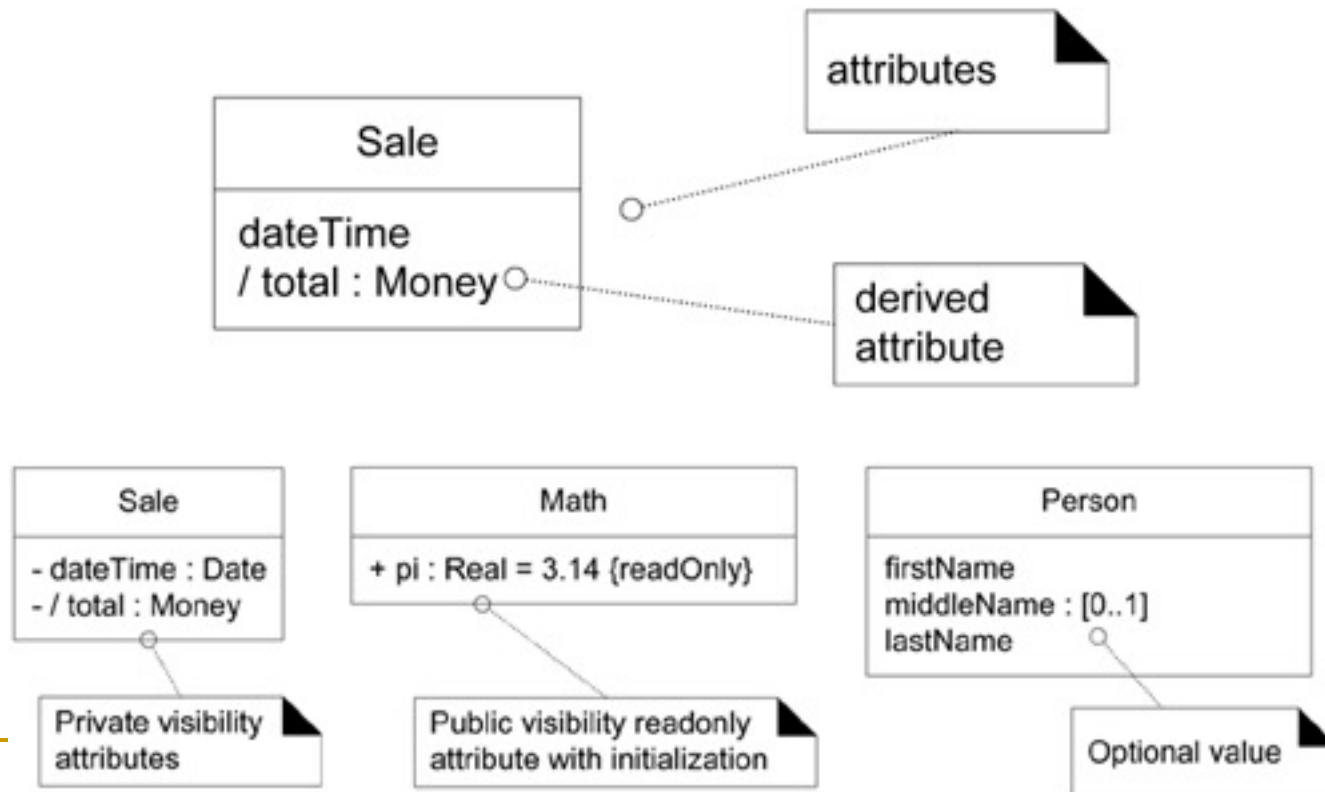 attributes
Sale
dateTime
/ total : Money
derived
attribute
Sale
- dateTime : Date
- / total : Money
Private visibility
attributes
Math
+ pi : Real = 3.14 {readOnly}
Public visibility readonly
attribute with initialization
Person
firstName
middleName : [0..1]
lastName
Optional value